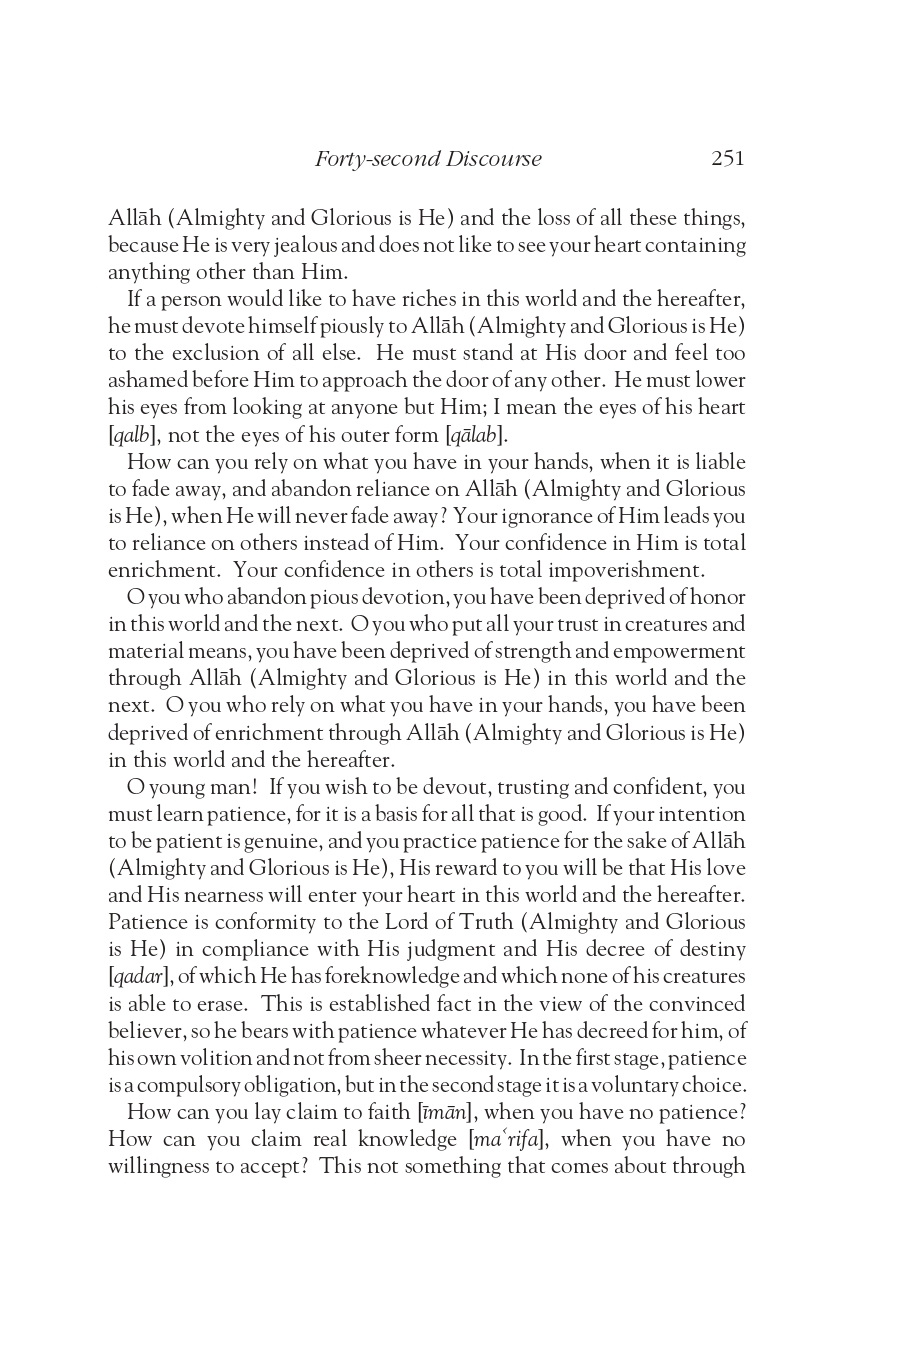 Forty-second Discourse 251
Allāh (Almighty and Glorious is He) and the loss of all these things,
because He is very jealous and does not like to see your heart containing
anything other than Him.
If a person would like to have riches in this world and the hereafter,
he must devote himself piously to Allāh (Almighty and Glorious is He)
to the exclusion of all else. He must stand at His door and feel too
ashamed before Him to approach the door of any other. He must lower
his eyes from looking at anyone but Him; I mean the eyes of his heart
[qalb], not the eyes of his outer form [qālab].
How can you rely on what you have in your hands, when it is liable
to fade away, and abandon reliance on Allāh (Almighty and Glorious
is He), when He will never fade away? Your ignorance of Him leads you
to reliance on others instead of Him. Your confidence in Him is total
enrichment. Your confidence in others is total impoverishment.
O you who abandon pious devotion, you have been deprived of honor
in this world and the next. O you who put all your trust in creatures and
material means, you have been deprived of strength and empowerment
through Allāh (Almighty and Glorious is He) in this world and the
next. O you who rely on what you have in your hands, you have been
deprived of enrichment through Allāh (Almighty and Glorious is He)
in this world and the hereafter.
O young man! If you wish to be devout, trusting and confident, you
must learn patience, for it is a basis for all that is good. If your intention
to be patient is genuine, and you practice patience for the sake of Allāh
(Almighty and Glorious is He), His reward to you will be that His love
and His nearness will enter your heart in this world and the hereafter.
Patience is conformity to the Lord of Truth (Almighty and Glorious
is He) in compliance with His judgment and His decree of destiny
[qadar], of which He has foreknowledge and which none of his creatures
is able to erase. This is established fact in the view of the convinced
believer, so he bears with patience whatever He has decreed for him, of
his own volition and not from sheer necessity. In the first stage, patience
is a compulsory obligation, but in the second stage it is a voluntary choice.
How can you lay claim to faith [īmān], when you have no patience?
How can you claim real knowledge [maʿrifa], when you have no
willingness to accept? This not something that comes about through